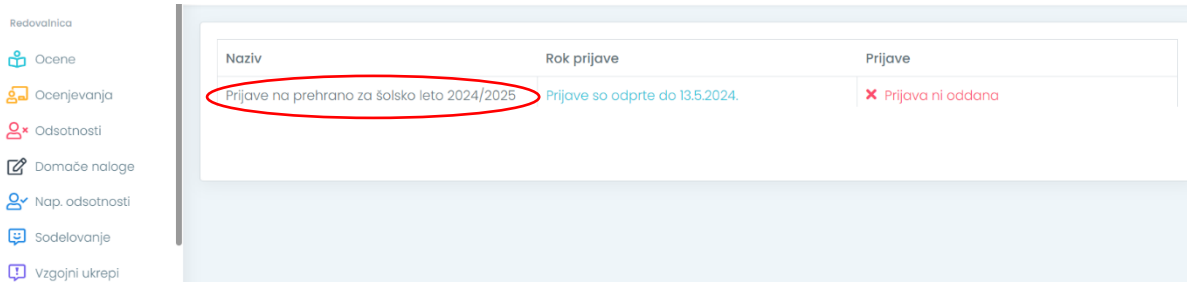 Redovalnica
Ocene
Ocenjevanja
Odsotnosti
Domače naloge
Nap. odsotnosti
Sodelovanje
Vzgojni ukrepi
Naziv Rok prijave Prijave
Prijave na prehrano za šolsko leto 2024/2025 Prijave so odprte do 13.5.2024. Prijava ni oddana